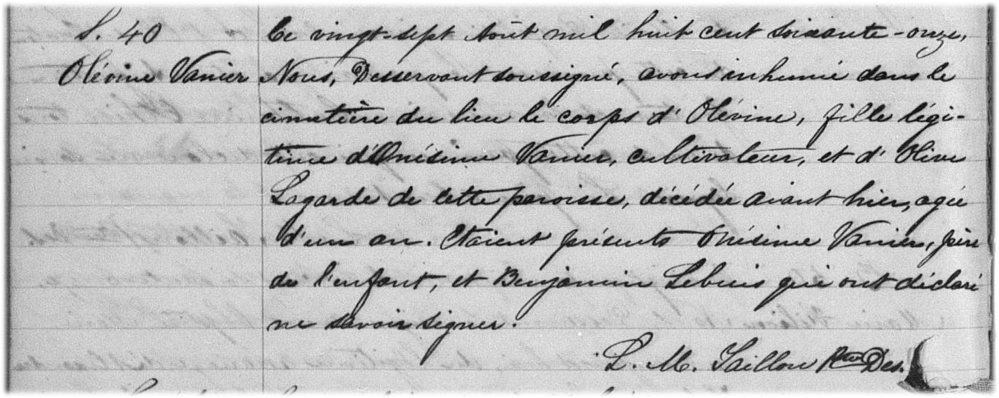 S. 40
Olévine Vanier
Ce vingt-sept Août mil huit cent soixante-onze,
Nous, Desservant soussigné, avons inhumé dans le
cimetière du lieu le corps d'Olévine, fille légi-
time d'Onésime Vanier, cultivateur, et d'Olive
Lagarde de cette paroisse, décédée avant hier, agée
d'un an. Etaient présents Onésime Vanier, père
de l'enfant, et Benjamin Lebuis qui ont déclaré
ne savoir signer.
L. M. Taillon Ptre Des.